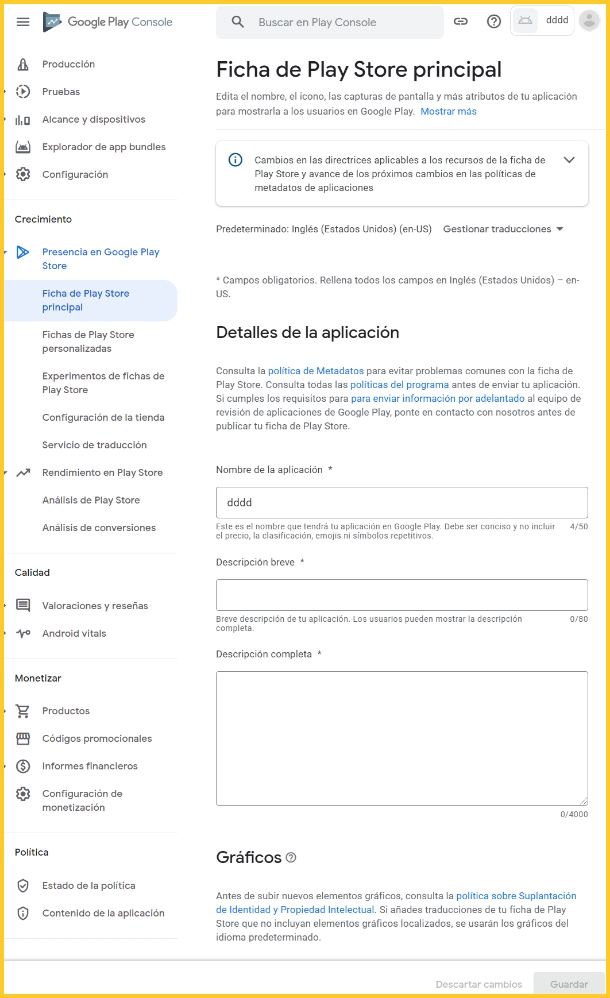 Google Play Console
Buscar en Play Console
dddd
Producción
Pruebas
Alcance y dispositivos
Explorador de app bundles
Configuración
Crecimiento
Presencia en Google Play
Store
Ficha de Play Store
principal
Fichas de Play Store
personalizadas
Experimentos de fichas de
Play Store
Configuración de la tienda
Servicio de traducción
Rendimiento en Play Store
Análisis de Play Store
Análisis de conversiones
Calidad
Valoraciones y reseñas
Android vitals
Monetizar
Productos
Códigos promocionales
Informes financieros
Configuración de
monetización
Política
Estado de la política
Contenido de la aplicación
Ficha de Play Store principal
Edita el nombre, el icono, las capturas de pantalla y más atributos de tu aplicación
para mostrarla a los usuarios en Google Play. Mostrar más
Cambios en las directrices aplicables a los recursos de la ficha de
Play Store y avance de los próximos cambios en las políticas de
metadatos de aplicaciones
Predeterminado: Inglés (Estados Unidos) (en-US) Gestionar traducciones
* Campos obligatorios. Rellena todos los campos en Inglés (Estados Unidos) – en-
US.
Detalles de la aplicación
Consulta la política de Metadatos para evitar problemas comunes con la ficha de
Play Store. Consulta todas las políticas del programa antes de enviar tu aplicación.
Si cumples los requisitos para para enviar información por adelantado al equipo de
revisión de aplicaciones de Google Play, ponte en contacto con nosotros antes de
publicar tu ficha de Play Store.
Nombre de la aplicación *
dddd
Este es el nombre que tendrá tu aplicación en Google Play. Debe ser conciso y no incluir 4/50
el precio, la clasificación, emojis ni símbolos repetitivos.
Descripción breve *
Breve descripción de tu aplicación. Los usuarios pueden mostrar la descripción 0/80
completa.
Descripción completa *
0/4000
Gráficos
Antes de subir nuevos elementos gráficos, consulta la política sobre Suplantación
de Identidad y Propiedad Intelectual. Si añades traducciones de tu ficha de Play
Store que no incluyan elementos gráficos localizados, se usarán los gráficos del
idioma predeterminado.
Descartar cambios
Guardar